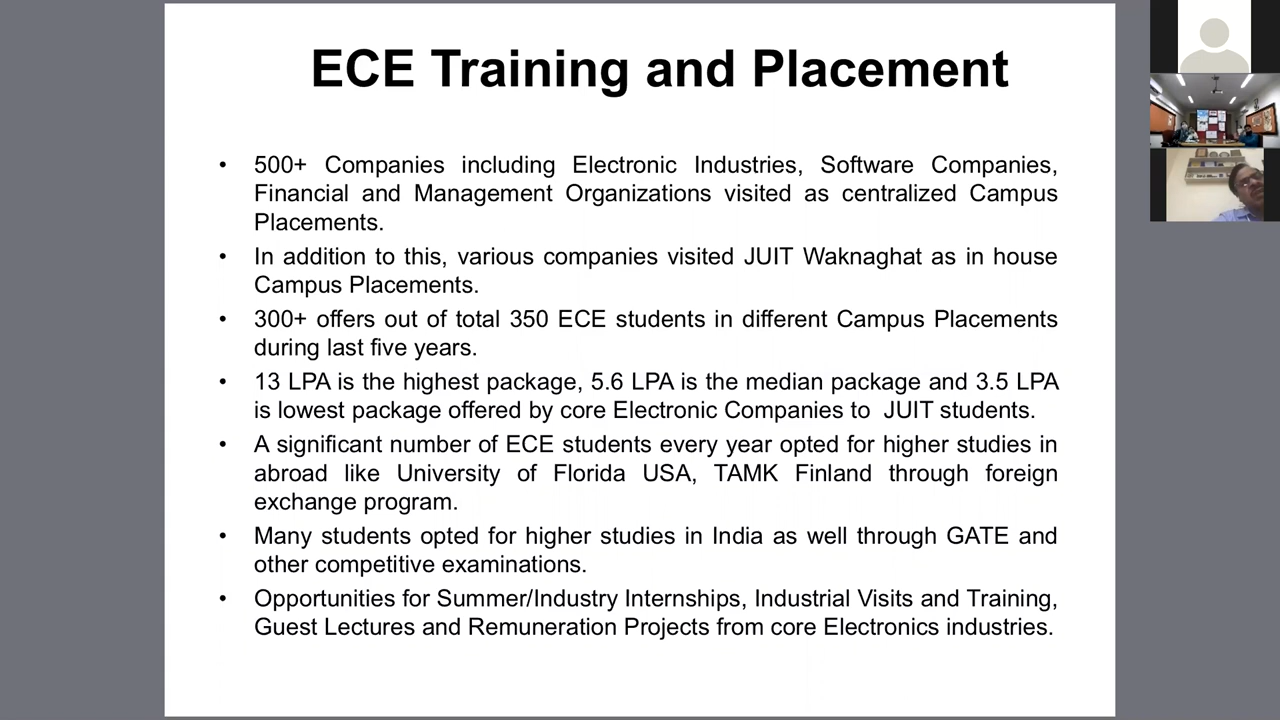 ECE Training and Placement
• 500+ Companies including Electronic Industries, Software Companies,
Financial and Management Organizations visited as centralized Campus
Placements.
• In addition to this, various companies visited JUIT Waknaghat as in house
Campus Placements.
• 300+ offers out of total 350 ECE students in different Campus Placements
during last five years.
• 13 LPA is the highest package, 5.6 LPA is the median package and 3.5 LPA
is lowest package offered by core Electronic Companies to JUIT students.
• A significant number of ECE students every year opted for higher studies in
abroad like University of Florida USA, TAMK Finland through foreign
exchange program.
• Many students opted for higher studies in India as well through GATE and
other competitive examinations.
• Opportunities for Summer/Industry Internships, Industrial Visits and Training,
Guest Lectures and Remuneration Projects from core Electronics industries.